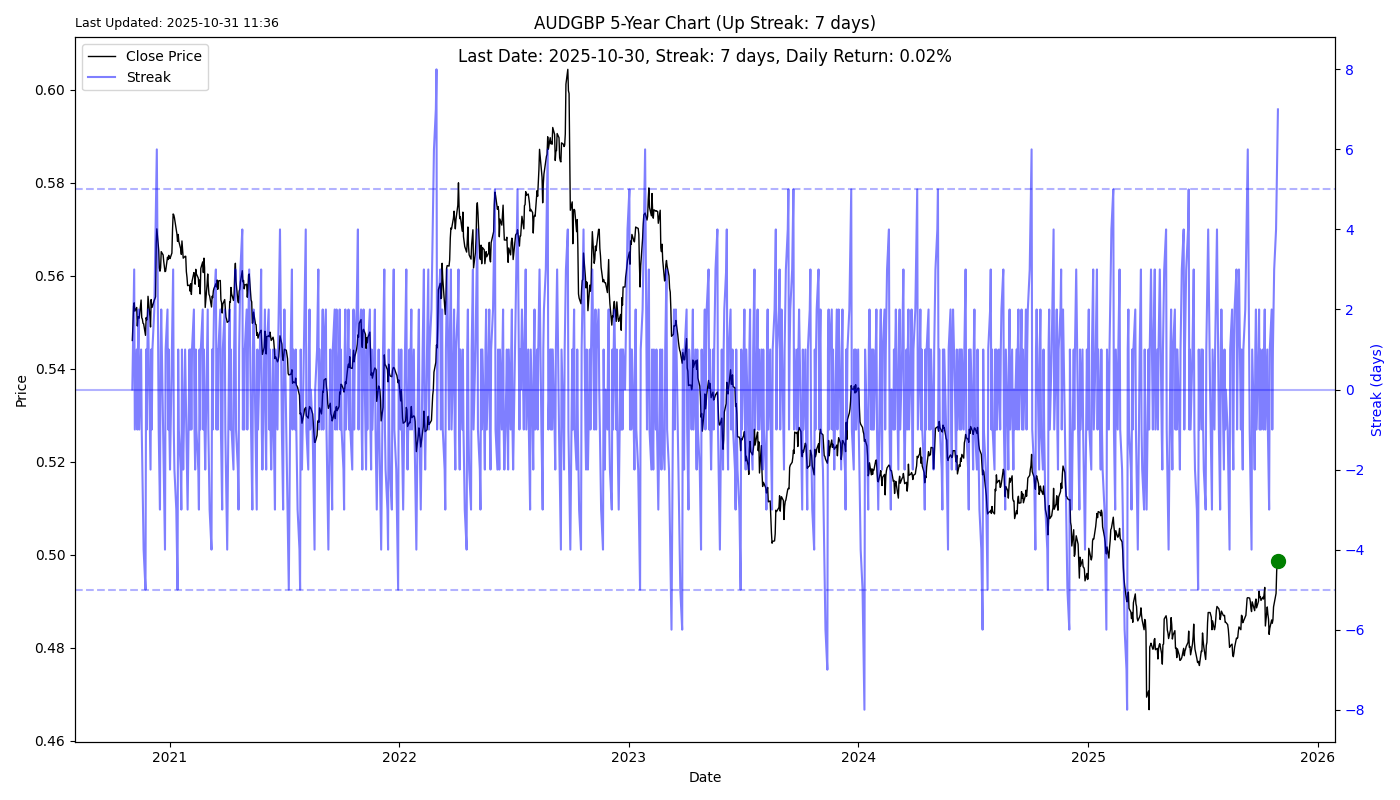 Last Updated: 2025-10-31 11:36
AUDGBP 5-Year Chart (Up Streak: 7 days)
Last Date: 2025-10-30, Streak: 7 days, Daily Return: 0.02%
Close Price
Streak
0.60
0.58
0.56
0.54
0.52
0.50
0.48
0.46
Price
8
6
4
2
0
−2
−4
−6
−8
Streak (days)
2021
2022
2023
2024
2025
2026
Date